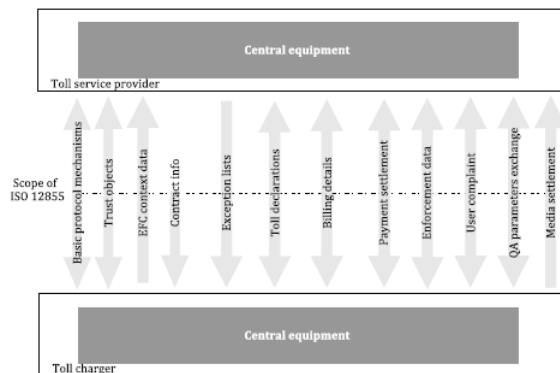 Central equipment
Toll service provider
Scope of
ISO 12855
Basic protocol mechanisms
Trust objects
EFC context data
Contract info
Exception lists
Toll declarations
Billing details
Payment settlement
Enforcement data
User complaint
QA parameters exchange
Media settlement
Central equipment
Toll charger